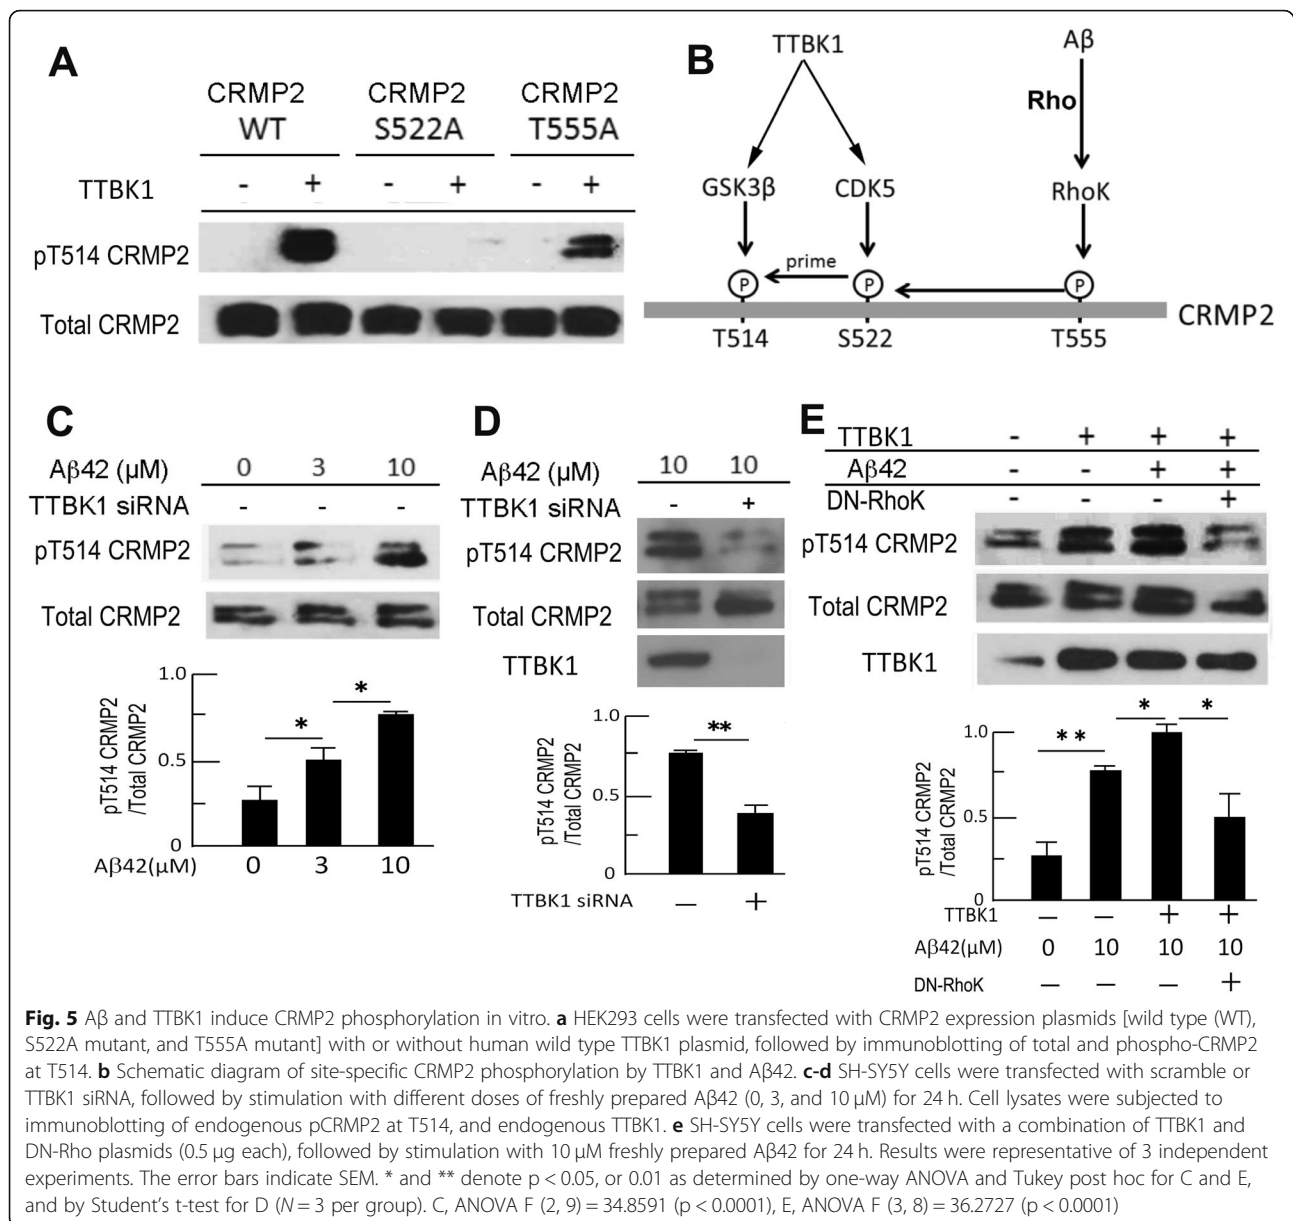 A
CRMP2 CRMP2 CRMP2
WT S522A T555A
TTBK1 - + - + - +
pT514 CRMP2
Total CRMP2
B
TTBK1 Aβ
Rho
GSK3β CDK5 RhoK
prime
P P P
CRMP2
T514 S522 T555
C
Aβ42 (μM) 0 3 10
TTBK1 siRNA - - -
pT514 CRMP2
Total CRMP2
pT514 CRMP2
/Total CRMP2
1.0
0.5
0
* *
Aβ42(μM) 0 3 10
D
Aβ42 (μM) 10 10
TTBK1 siRNA - +
pT514 CRMP2
Total CRMP2
TTBK1
pT514 CRMP2
/Total CRMP2
1.0
0.5
0
**
TTBK1 siRNA — +
E
TTBK1 - + + +
Aβ42 - - + +
DN-RhoK - - - +
pT514 CRMP2
Total CRMP2
TTBK1
pT514 CRMP2
/Total CRMP2
1.0
0.5
0
** * *
TTBK1 — — + +
Aβ42(μM) 0 10 10 10
DN-RhoK — — — +
Fig. 5 Aβ and TTBK1 induce CRMP2 phosphorylation in vitro. a HEK293 cells were transfected with CRMP2 expression plasmids [wild type (WT),
S522A mutant, and T555A mutant] with or without human wild type TTBK1 plasmid, followed by immunoblotting of total and phospho-CRMP2
at T514. b Schematic diagram of site-specific CRMP2 phosphorylation by TTBK1 and Aβ42. c-d SH-SY5Y cells were transfected with scramble or
TTBK1 siRNA, followed by stimulation with different doses of freshly prepared Aβ42 (0, 3, and 10 μM) for 24 h. Cell lysates were subjected to
immunoblotting of endogenous pCRMP2 at T514, and endogenous TTBK1. e SH-SY5Y cells were transfected with a combination of TTBK1 and
DN-Rho plasmids (0.5 μg each), followed by stimulation with 10 μM freshly prepared Aβ42 for 24 h. Results were representative of 3 independent
experiments. The error bars indicate SEM. * and ** denote p < 0.05, or 0.01 as determined by one-way ANOVA and Tukey post hoc for C and E,
and by Student's t-test for D (N = 3 per group). C, ANOVA F (2, 9) = 34.8591 (p < 0.0001), E, ANOVA F (3, 8) = 36.2727 (p < 0.0001)